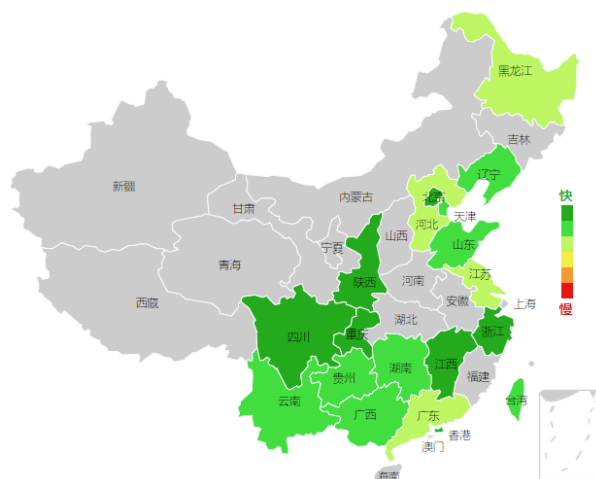 黑龙江
吉林
辽宁
新疆
内蒙古
北京
甘肃
天津
河北
山西
山东
宁夏
青海
陕西
河南
江苏
西藏
安徽
上海
湖北
四川
重庆
浙江
江西
湖南
贵州
福建
云南
广西
广东
台湾
香港
澳门
海南
快
慢